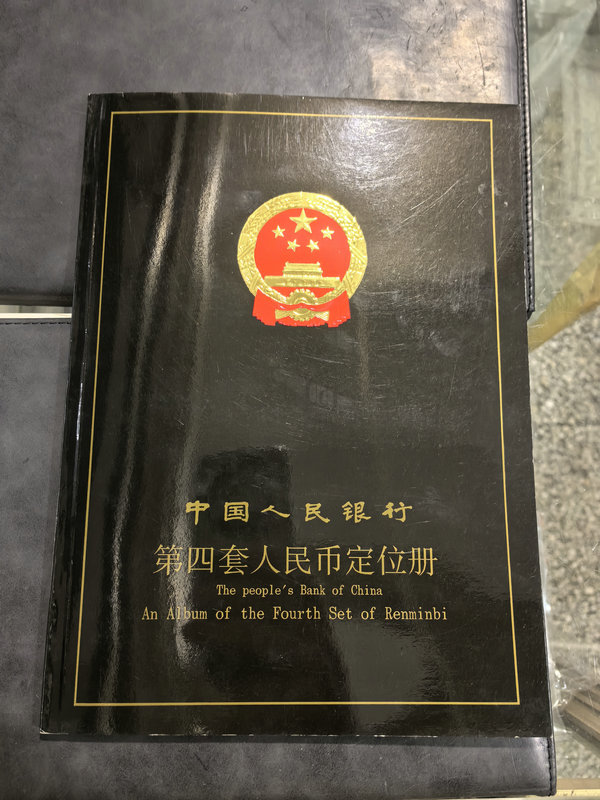 中国人民银行
第四套人民币定位册
The people's Bank of China
An Album of the Fourth Set of Renminbi